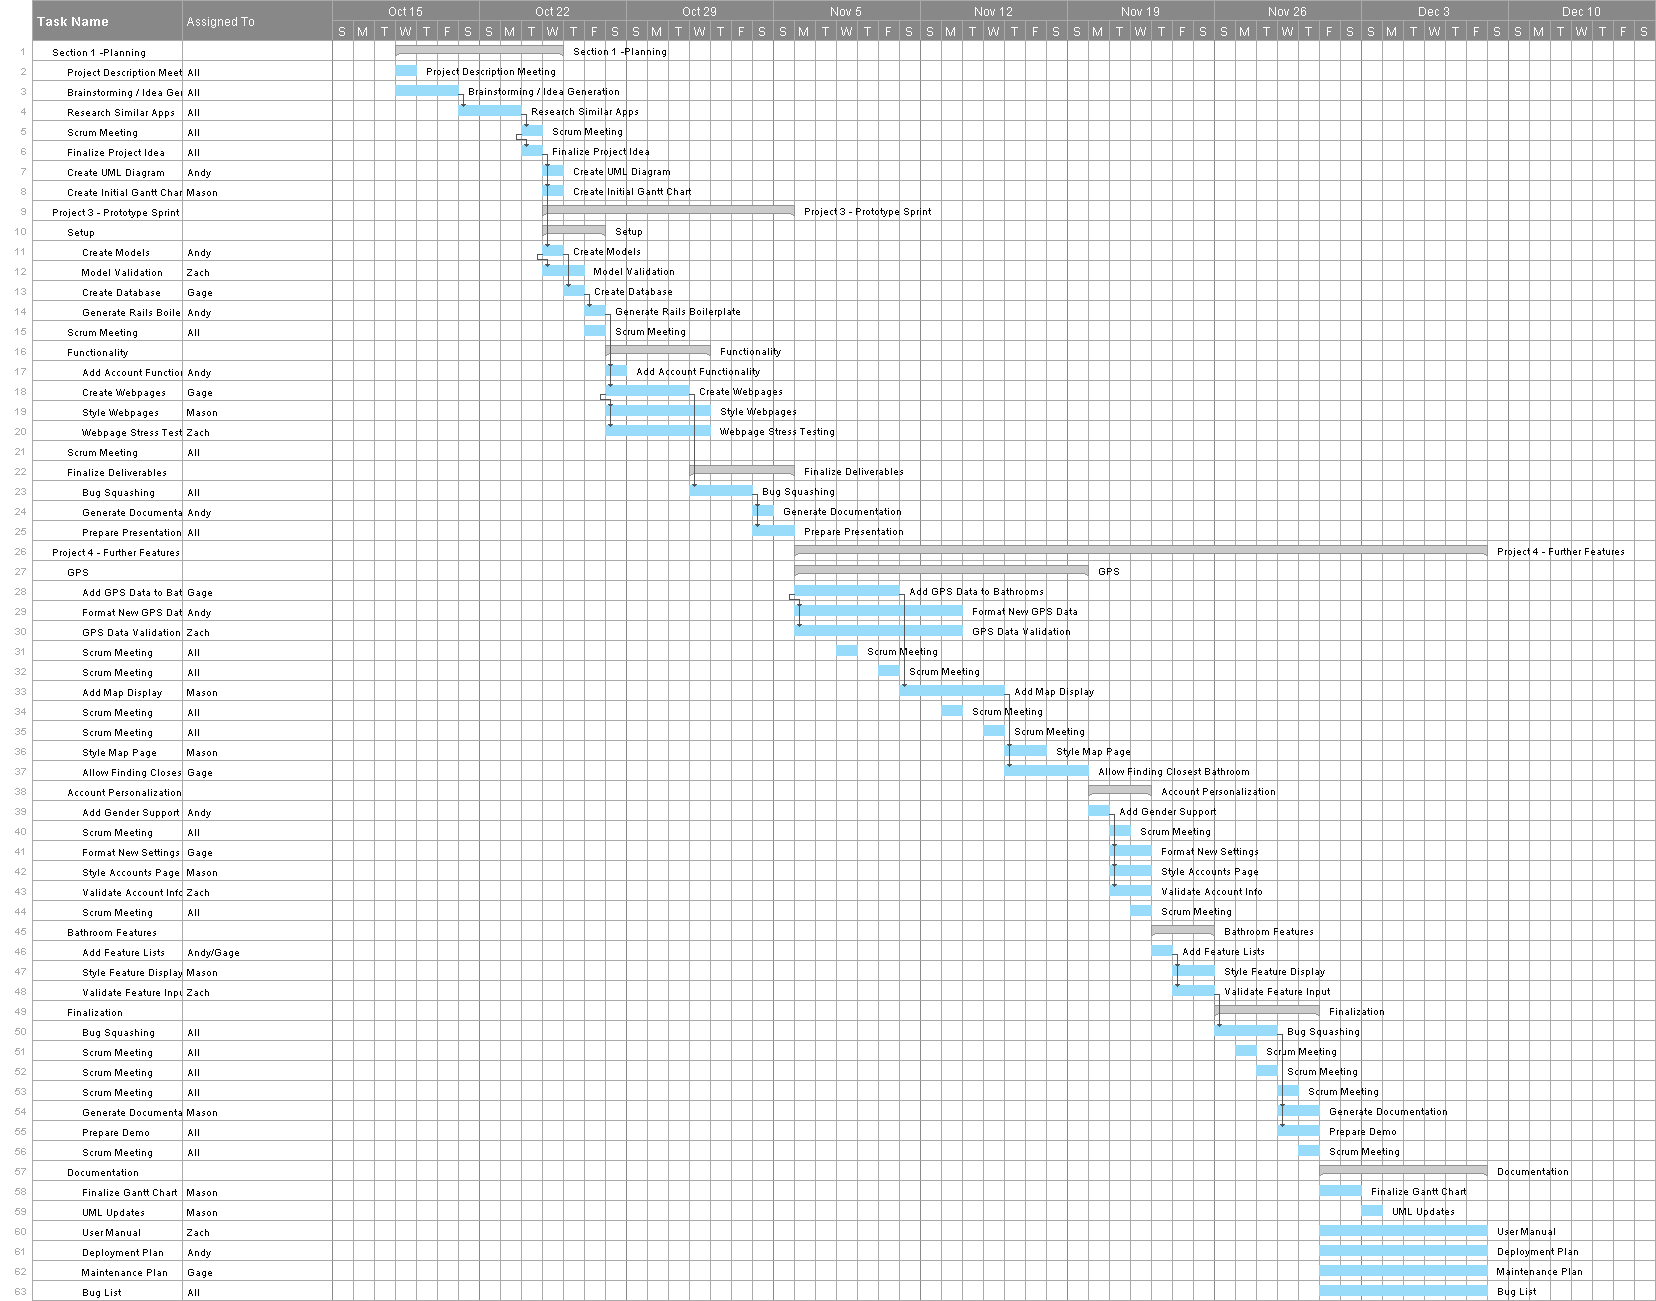 Task Name Assigned To Oct 15 Oct 22 Oct 29 Nov 5 Nov 12 Nov 19 Nov 26 Dec 3 Dec 10
S M T W T F S S M T W T F S S M T W T F S S M T W T F S S M T W T F S S M T W T F S S M T W T F S S M T W T F S S M T W T F S
1 Section 1 -Planning Section 1 -Planning
2 Project Description Meet All Project Description Meeting
3 Brainstorming / Idea Ge All Brainstorming / Idea Generation
4 Research Similar Apps All Research Similar Apps
5 Scrum Meeting All Scrum Meeting
6 Finalize Project Idea All Finalize Project Idea
7 Create UML Diagram Andy Create UML Diagram
8 Create Initial Gantt Char Mason Create Initial Gantt Chart
9 Project 3 - Prototype Sprint Project 3 - Prototype Sprint
10 Setup Setup
11 Create Models Andy Create Models
12 Model Validation Zach Model Validation
13 Create Database Gage Create Database
14 Generate Rails Boile Andy Generate Rails Boilerplate
15 Scrum Meeting All Scrum Meeting
16 Functionality Functionality
17 Add Account Functio Andy Add Account Functionality
18 Create Webpages Gage Create Webpages
19 Style Webpages Mason Style Webpages
20 Webpage Stress Test Zach Webpage Stress Testing
21 Scrum Meeting All
22 Finalize Deliverables Finalize Deliverables
23 Bug Squashing All Bug Squashing
24 Generate Documenta Andy Generate Documentation
25 Prepare Presentation All Prepare Presentation
26 Project 4 - Further Features Project 4 - Further Features
27 GPS GPS
28 Add GPS Data to Bat Gage Add GPS Data to Bathrooms
29 Format New GPS Dat Andy Format New GPS Data
30 GPS Data Validation Zach GPS Data Validation
31 Scrum Meeting All Scrum Meeting
32 Scrum Meeting All Scrum Meeting
33 Add Map Display Mason Add Map Display
34 Scrum Meeting All Scrum Meeting
35 Scrum Meeting All Scrum Meeting
36 Style Map Page Mason Style Map Page
37 Allow Finding Closes Gage Allow Finding Closest Bathroom
38 Account Personalization Account Personalization
39 Add Gender Support Andy Add Gender Support
40 Scrum Meeting All Scrum Meeting
41 Format New Settings Gage Format New Settings
42 Style Accounts Page Mason Style Accounts Page
43 Validate Account Info Zach Validate Account Info
44 Scrum Meeting All Scrum Meeting
45 Bathroom Features Bathroom Features
46 Add Feature Lists Andy/Gage Add Feature Lists
47 Style Feature Display Mason Style Feature Display
48 Validate Feature Inpu Zach Validate Feature Input
49 Finalization Finalization
50 Bug Squashing All Bug Squashing
51 Scrum Meeting All Scrum Meeting
52 Scrum Meeting All Scrum Meeting
53 Scrum Meeting All Scrum Meeting
54 Generate Documenta Mason Generate Documentation
55 Prepare Demo All Prepare Demo
56 Scrum Meeting All Scrum Meeting
57 Documentation Documentation
58 Finalize Gantt Chart Mason Finalize Gantt Chart
59 UML Updates Mason UML Updates
60 User Manual Zach User Manual
61 Deployment Plan Andy Deployment Plan
62 Maintenance Plan Gage Maintenance Plan
63 Bug List All Bug List